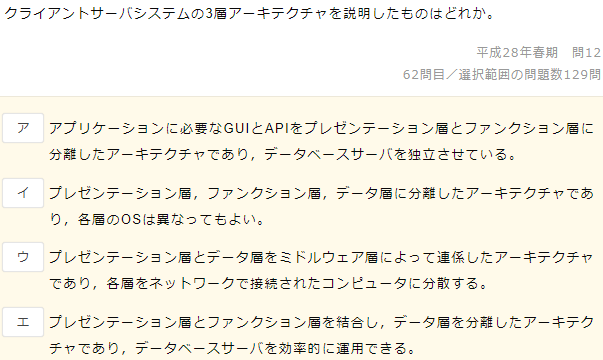 クライアントサーバシステムの3層アーキテクチャを説明したものはどれか。
平成28年春期　問12
62問目／選択範囲の問題数129問
ア アプリケーションに必要なGUIとAPIをプレゼンテーション層とファンクション層に
分離したアーキテクチャであり，データベースサーバを独立させている。
イ プレゼンテーション層，ファンクション層，データ層に分離したアーキテクチャであ
り，各層のOSは異なってもよい。
ウ プレゼンテーション層とデータ層をミドルウェア層によって連係したアーキテクチャ
であり，各層をネットワークで接続されたコンピュータに分散する。
エ プレゼンテーション層とファンクション層を結合し，データ層を分離したアーキテク
チャであり，データベースサーバを効率的に運用できる。